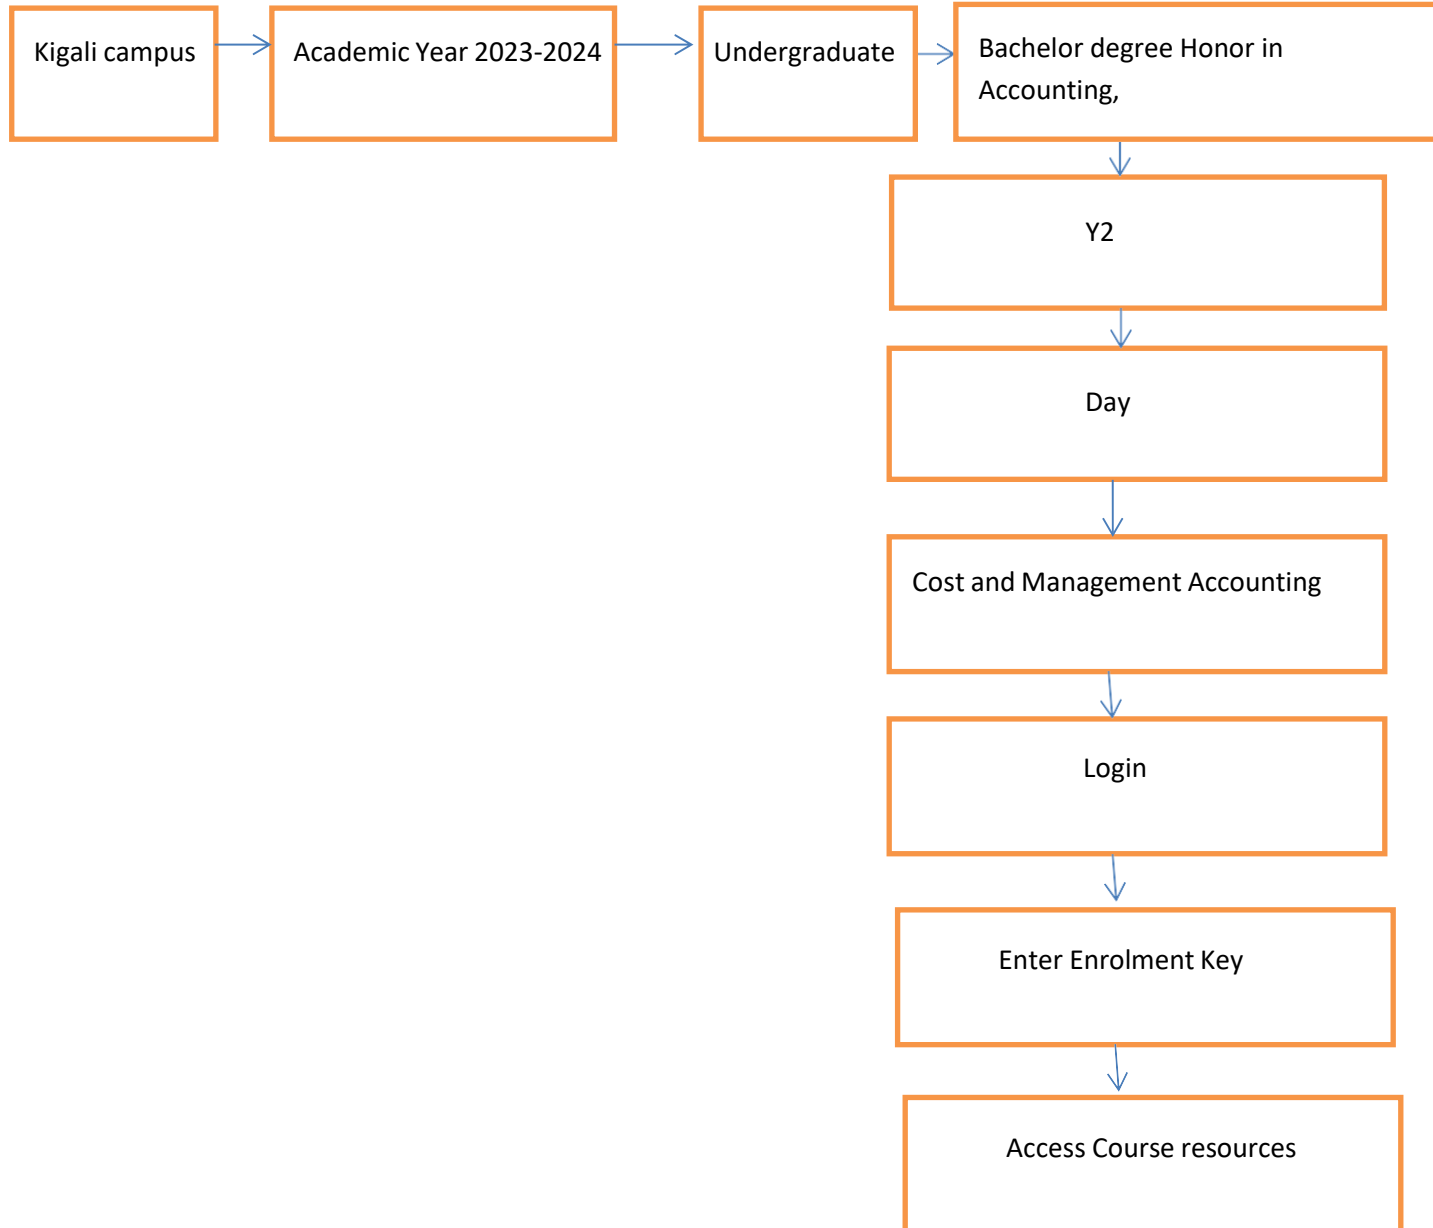 Kigali campus
Academic Year 2023-2024
Undergraduate
Bachelor degree Honor in
Accounting,
Y2
Day
Cost and Management Accounting
Login
Enter Enrolment Key
Access Course resources